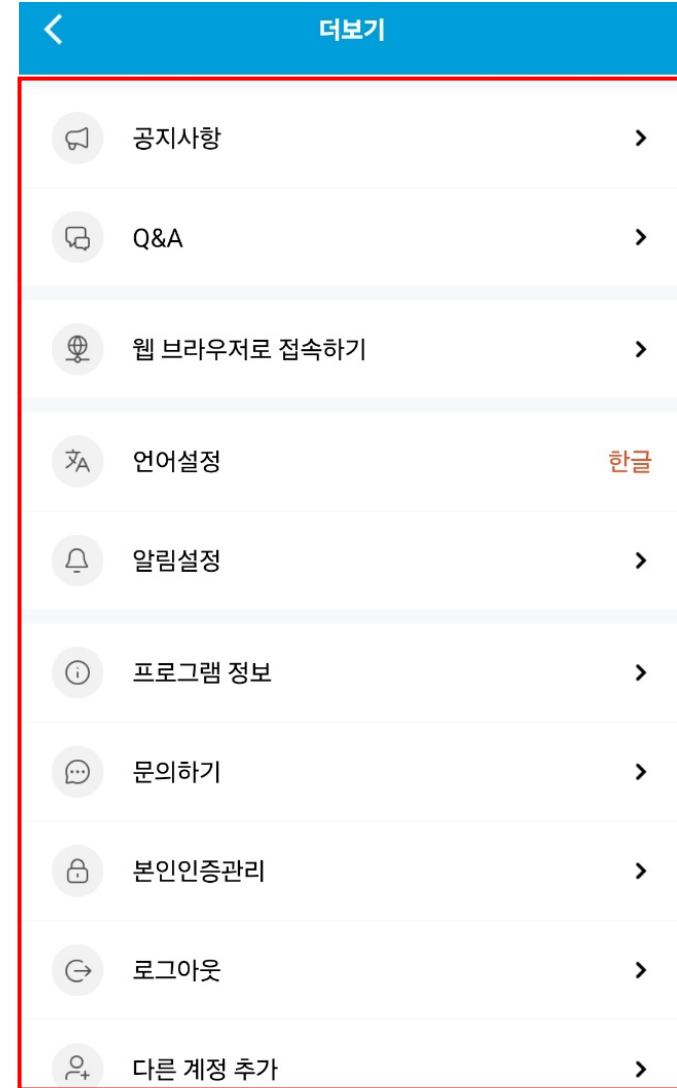 더보기
공지사항
Q&A
웹 브라우저로 접속하기
언어설정 한글
알림설정
프로그램 정보
문의하기
본인인증관리
로그아웃
다른 계정 추가